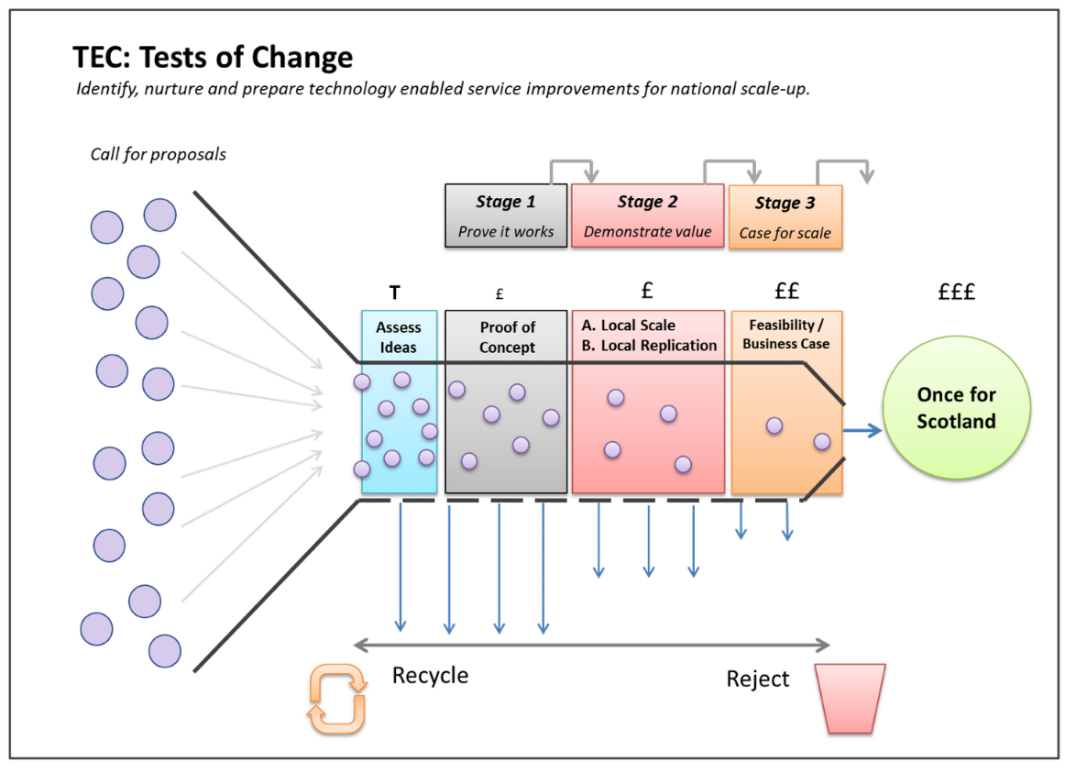 TEC: Tests of Change
Identify, nurture and prepare technology enabled service improvements for national scale-up.
Call for proposals
Stage 1
Prove it works
Stage 2
Demonstrate value
Stage 3
Case for scale
T
£
£
££
£££
Assess
Ideas
Proof of
Concept
A. Local Scale
B. Local Replication
Feasibility /
Business Case
Once for
Scotland
Recycle
Reject